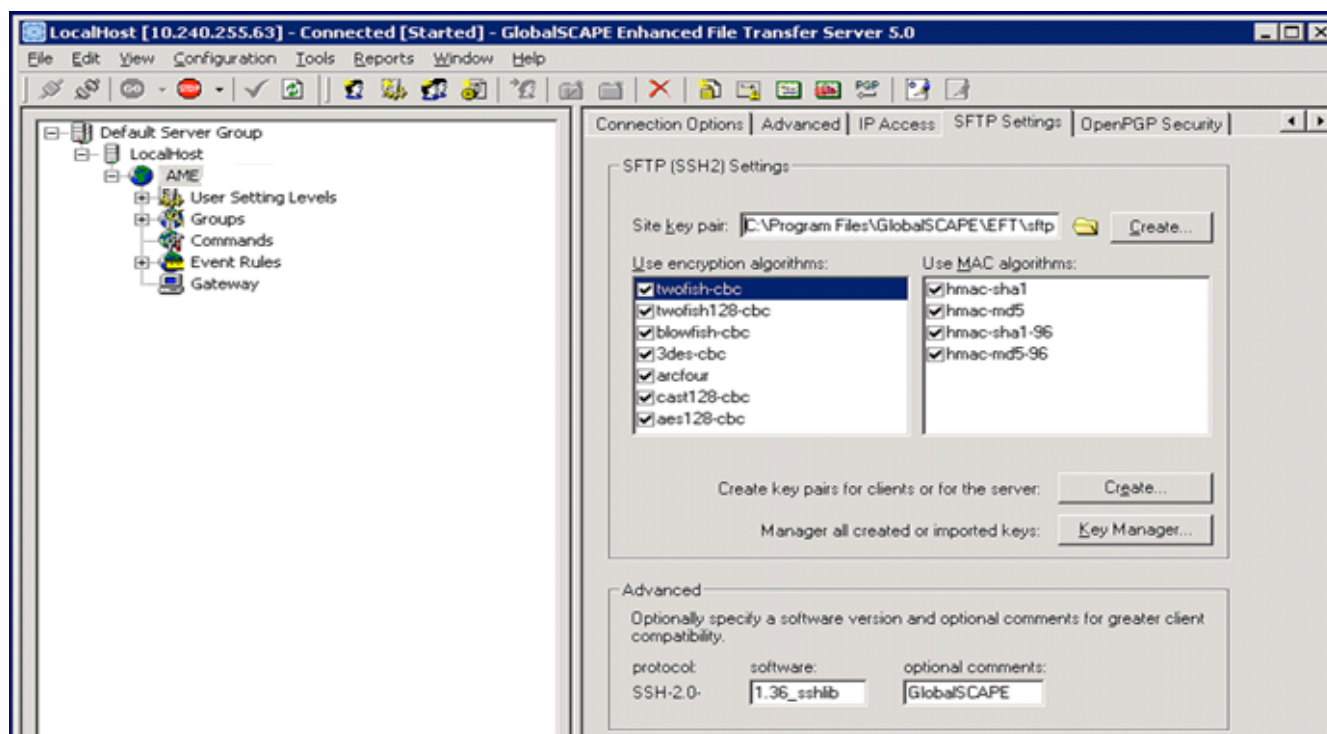 LocalHost [10.240.255.63] - Connected [Started] - GlobalSCAPE Enhanced File Transfer Server 5.0
File Edit View Configuration Tools Reports Window Help
GO STOP PGP
Default Server Group
LocalHost
AME
User Setting Levels
Groups
Commands
Event Rules
Gateway
Connection Options Advanced IP Access SFTP Settings OpenPGP Security
SFTP (SSH2) Settings
Site key pair: C:\Program Files\GlobalSCAPE\EFT\sftp Create...
Use encryption algorithms: Use MAC algorithms:
twofish-cbc hmac-sha1
twofish128-cbc hmac-md5
blowfish-cbc hmac-sha1-96
3des-cbc hmac-md5-96
arcfour
cast128-cbc
aes128-cbc
Create key pairs for clients or for the server: Create...
Manager all created or imported keys: Key Manager...
Advanced
Optionally specify a software version and optional comments for greater client
compatibility.
protocol: software: optional comments:
SSH-2.0- 1.36_sshlib GlobalSCAPE